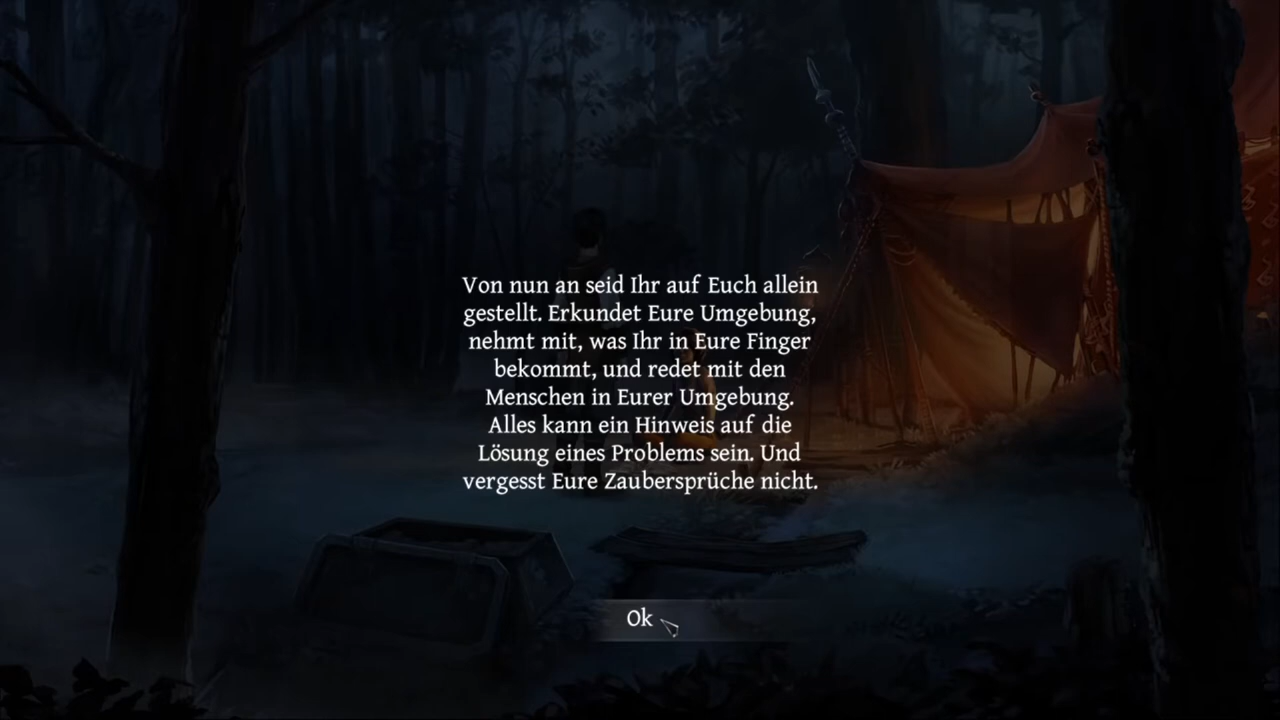 Von nun an seid Ihr auf Euch allein
gestellt. Erkundet Eure Umgebung,
nehmt mit, was Ihr in Eure Finger
bekommt, und redet mit den
Menschen in Eurer Umgebung.
Alles kann ein Hinweis auf die
Lösung eines Problems sein. Und
vergesst Eure Zaubersprüche nicht.
Ok